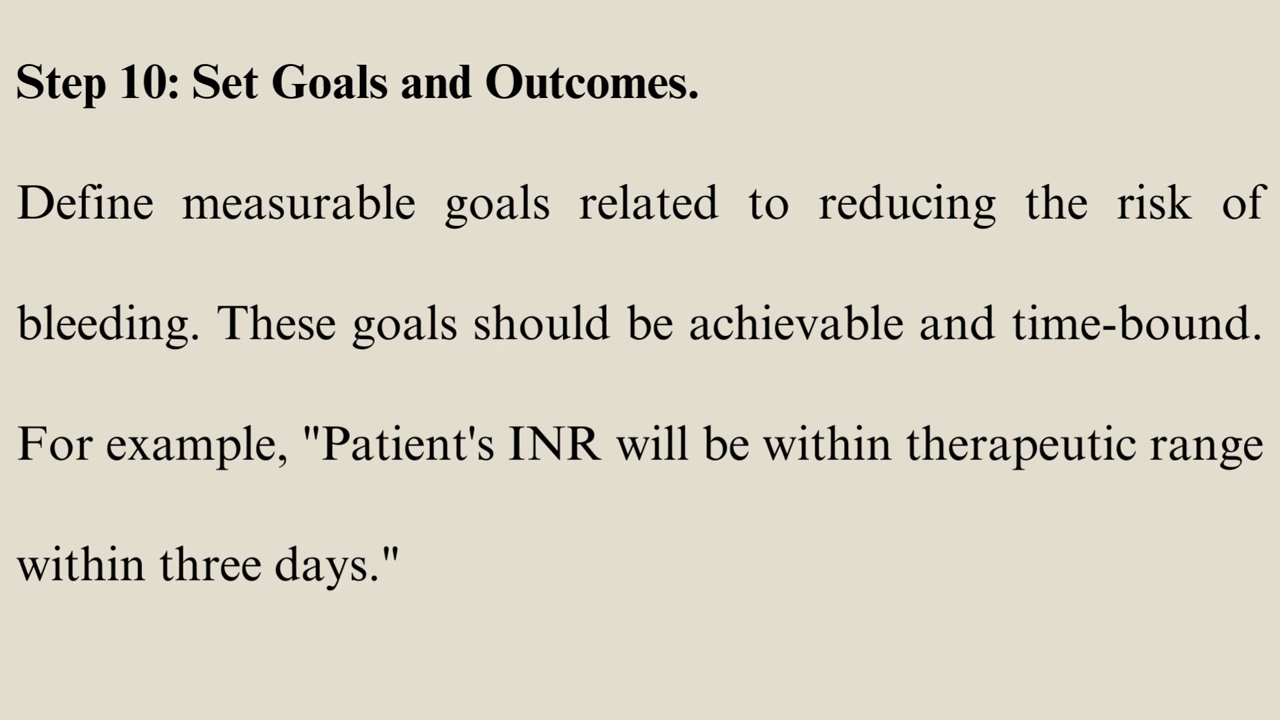 Step 10: Set Goals and Outcomes.
Define measurable goals related to reducing the risk of
bleeding. These goals should be achievable and time-bound.
For example, "Patient's INR will be within therapeutic range
within three days."